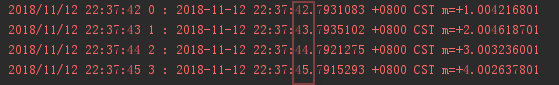 2018/11/12 22:37:42 0 : 2018-11-12 22:37:42.7931083 +0800 CST m=+1.004216801
2018/11/12 22:37:43 1 : 2018-11-12 22:37:43.7935102 +0800 CST m=+2.004618701
2018/11/12 22:37:44 2 : 2018-11-12 22:37:44.7921275 +0800 CST m=+3.003236001
2018/11/12 22:37:45 3 : 2018-11-12 22:37:45.7915293 +0800 CST m=+4.002637801